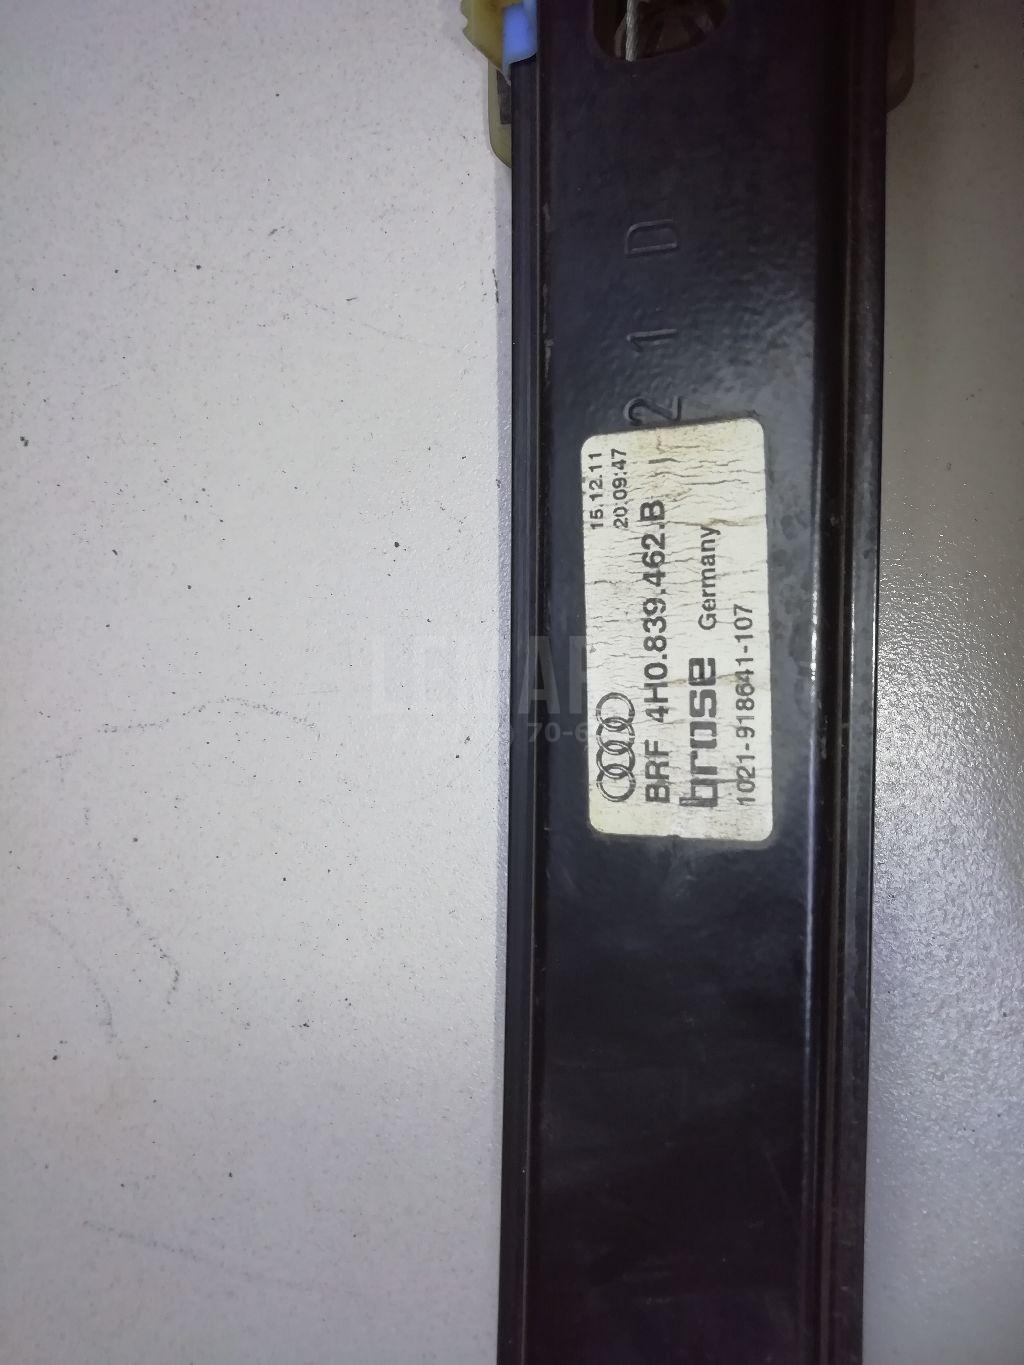 2 1 D
15.12.11
20:09:47
BRF 4H0.839.462.B
brose Germany
1021-918641-107